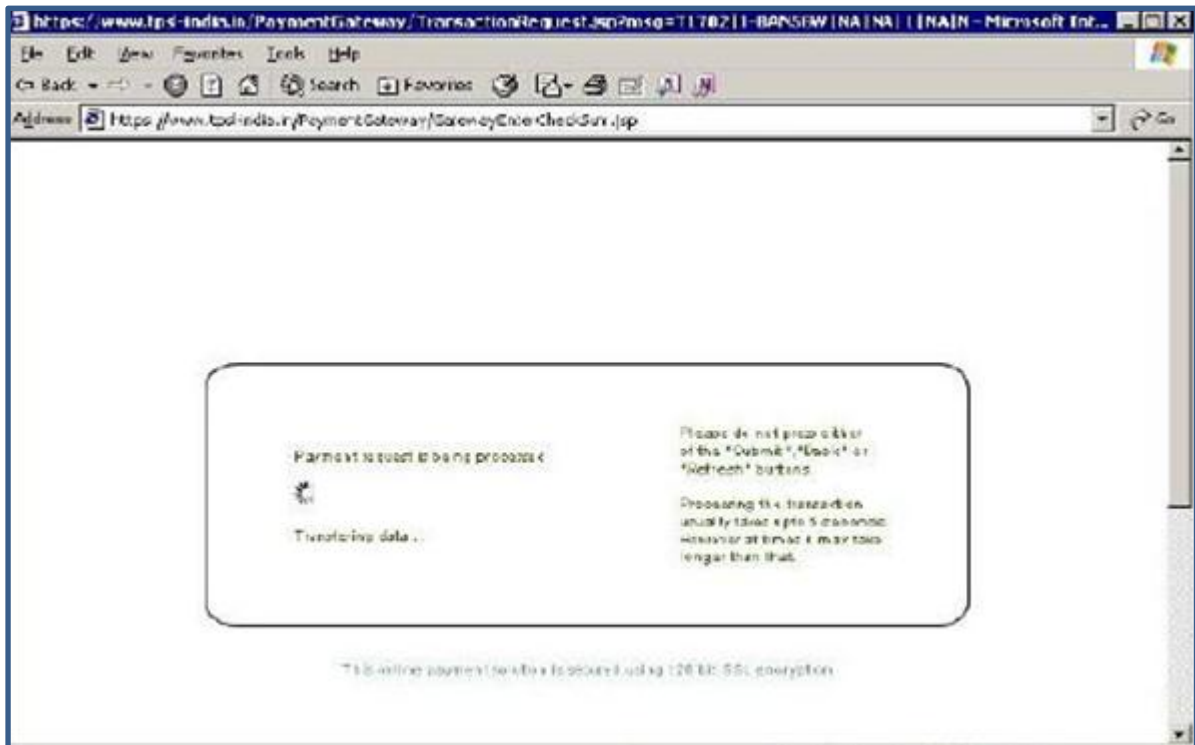 https://www.tpsl-india.in/PaymentGateway/TransactionRequest.jsp?msg=T1782|1-BANSBW|NA|NA| |NA|N - Microsoft Int...
File Edit View Favorites Tools Help
Back Search Favorites
Address https://www.tpsl-india.in/PaymentGateway/GatewayEnterCheckSum.jsp Go
Please do not press either
Payment request is being processed
of the "Submit","Back" or
"Refresh" buttons.
Processing the transaction
usually takes upto 5 seconds
Transferring data ...
However at times it may take
longer than that.
This online payment solution is secured using 128 bit SSL encryption